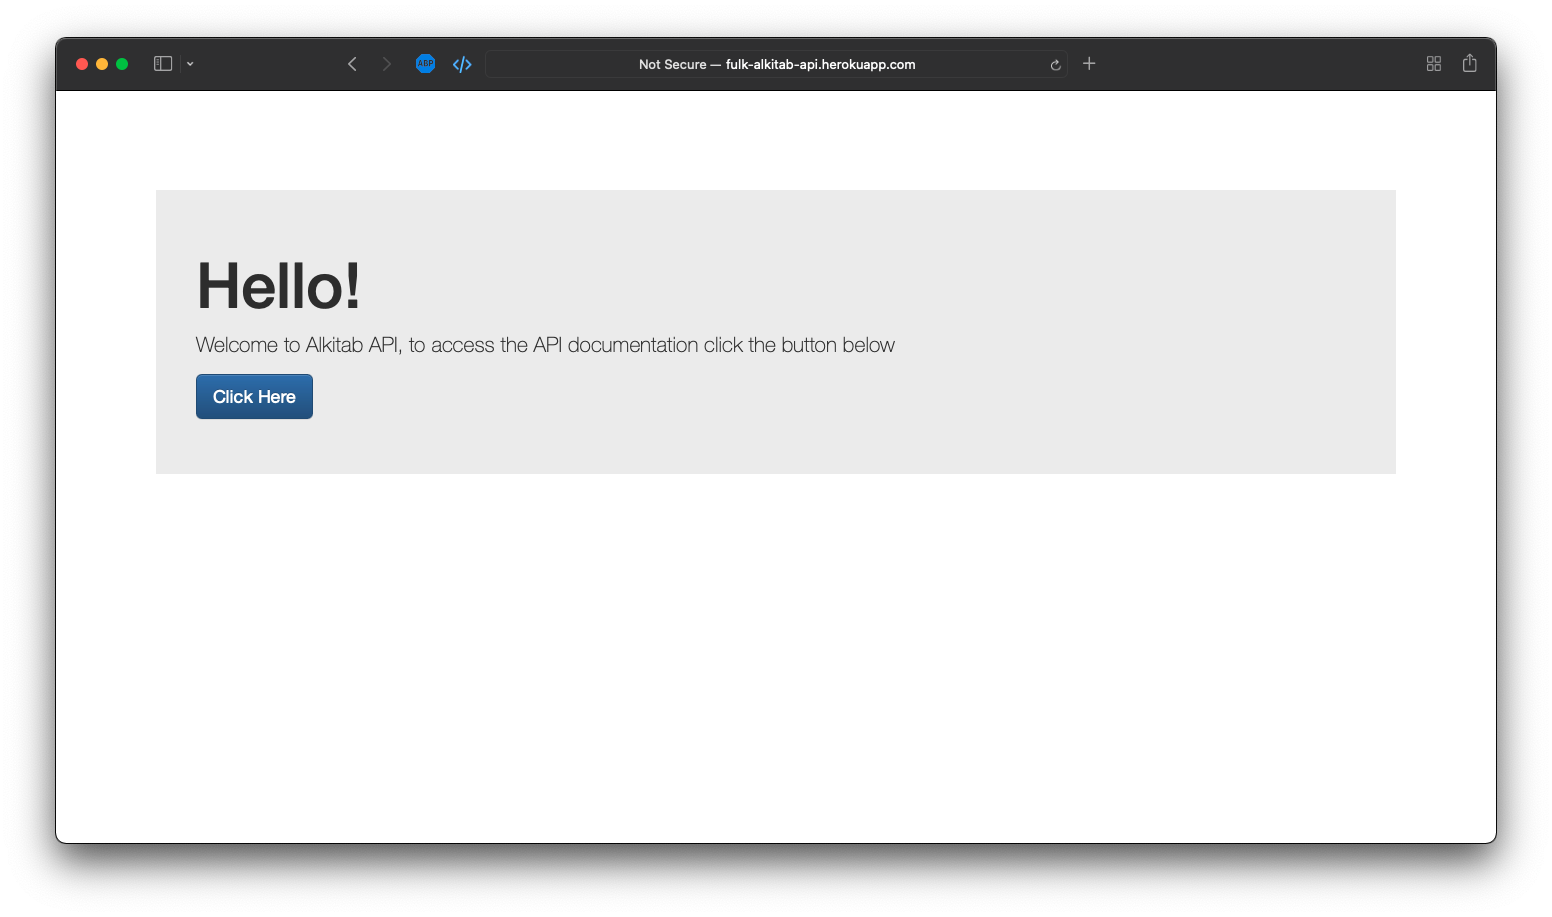 ABP
Not Secure — fulk-alkitab-api.herokuapp.com
Hello!
Welcome to Alkitab API, to access the API documentation click the button below
Click Here